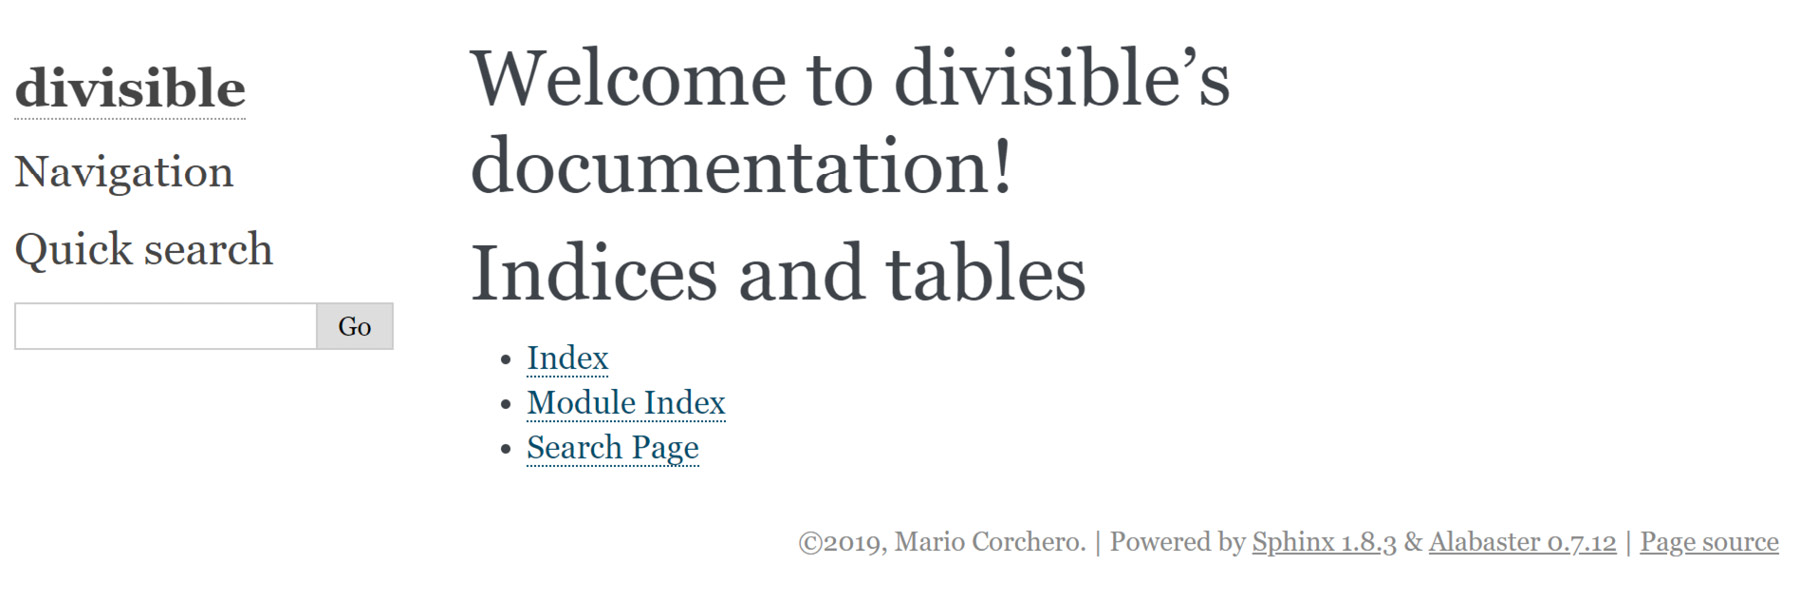 divisible
Navigation
Quick search
Go
Welcome to divisible’s
documentation!
Indices and tables
• Index
• Module Index
• Search Page
©2019, Mario Corchero. | Powered by Sphinx 1.8.3 & Alabaster 0.7.12 | Page source